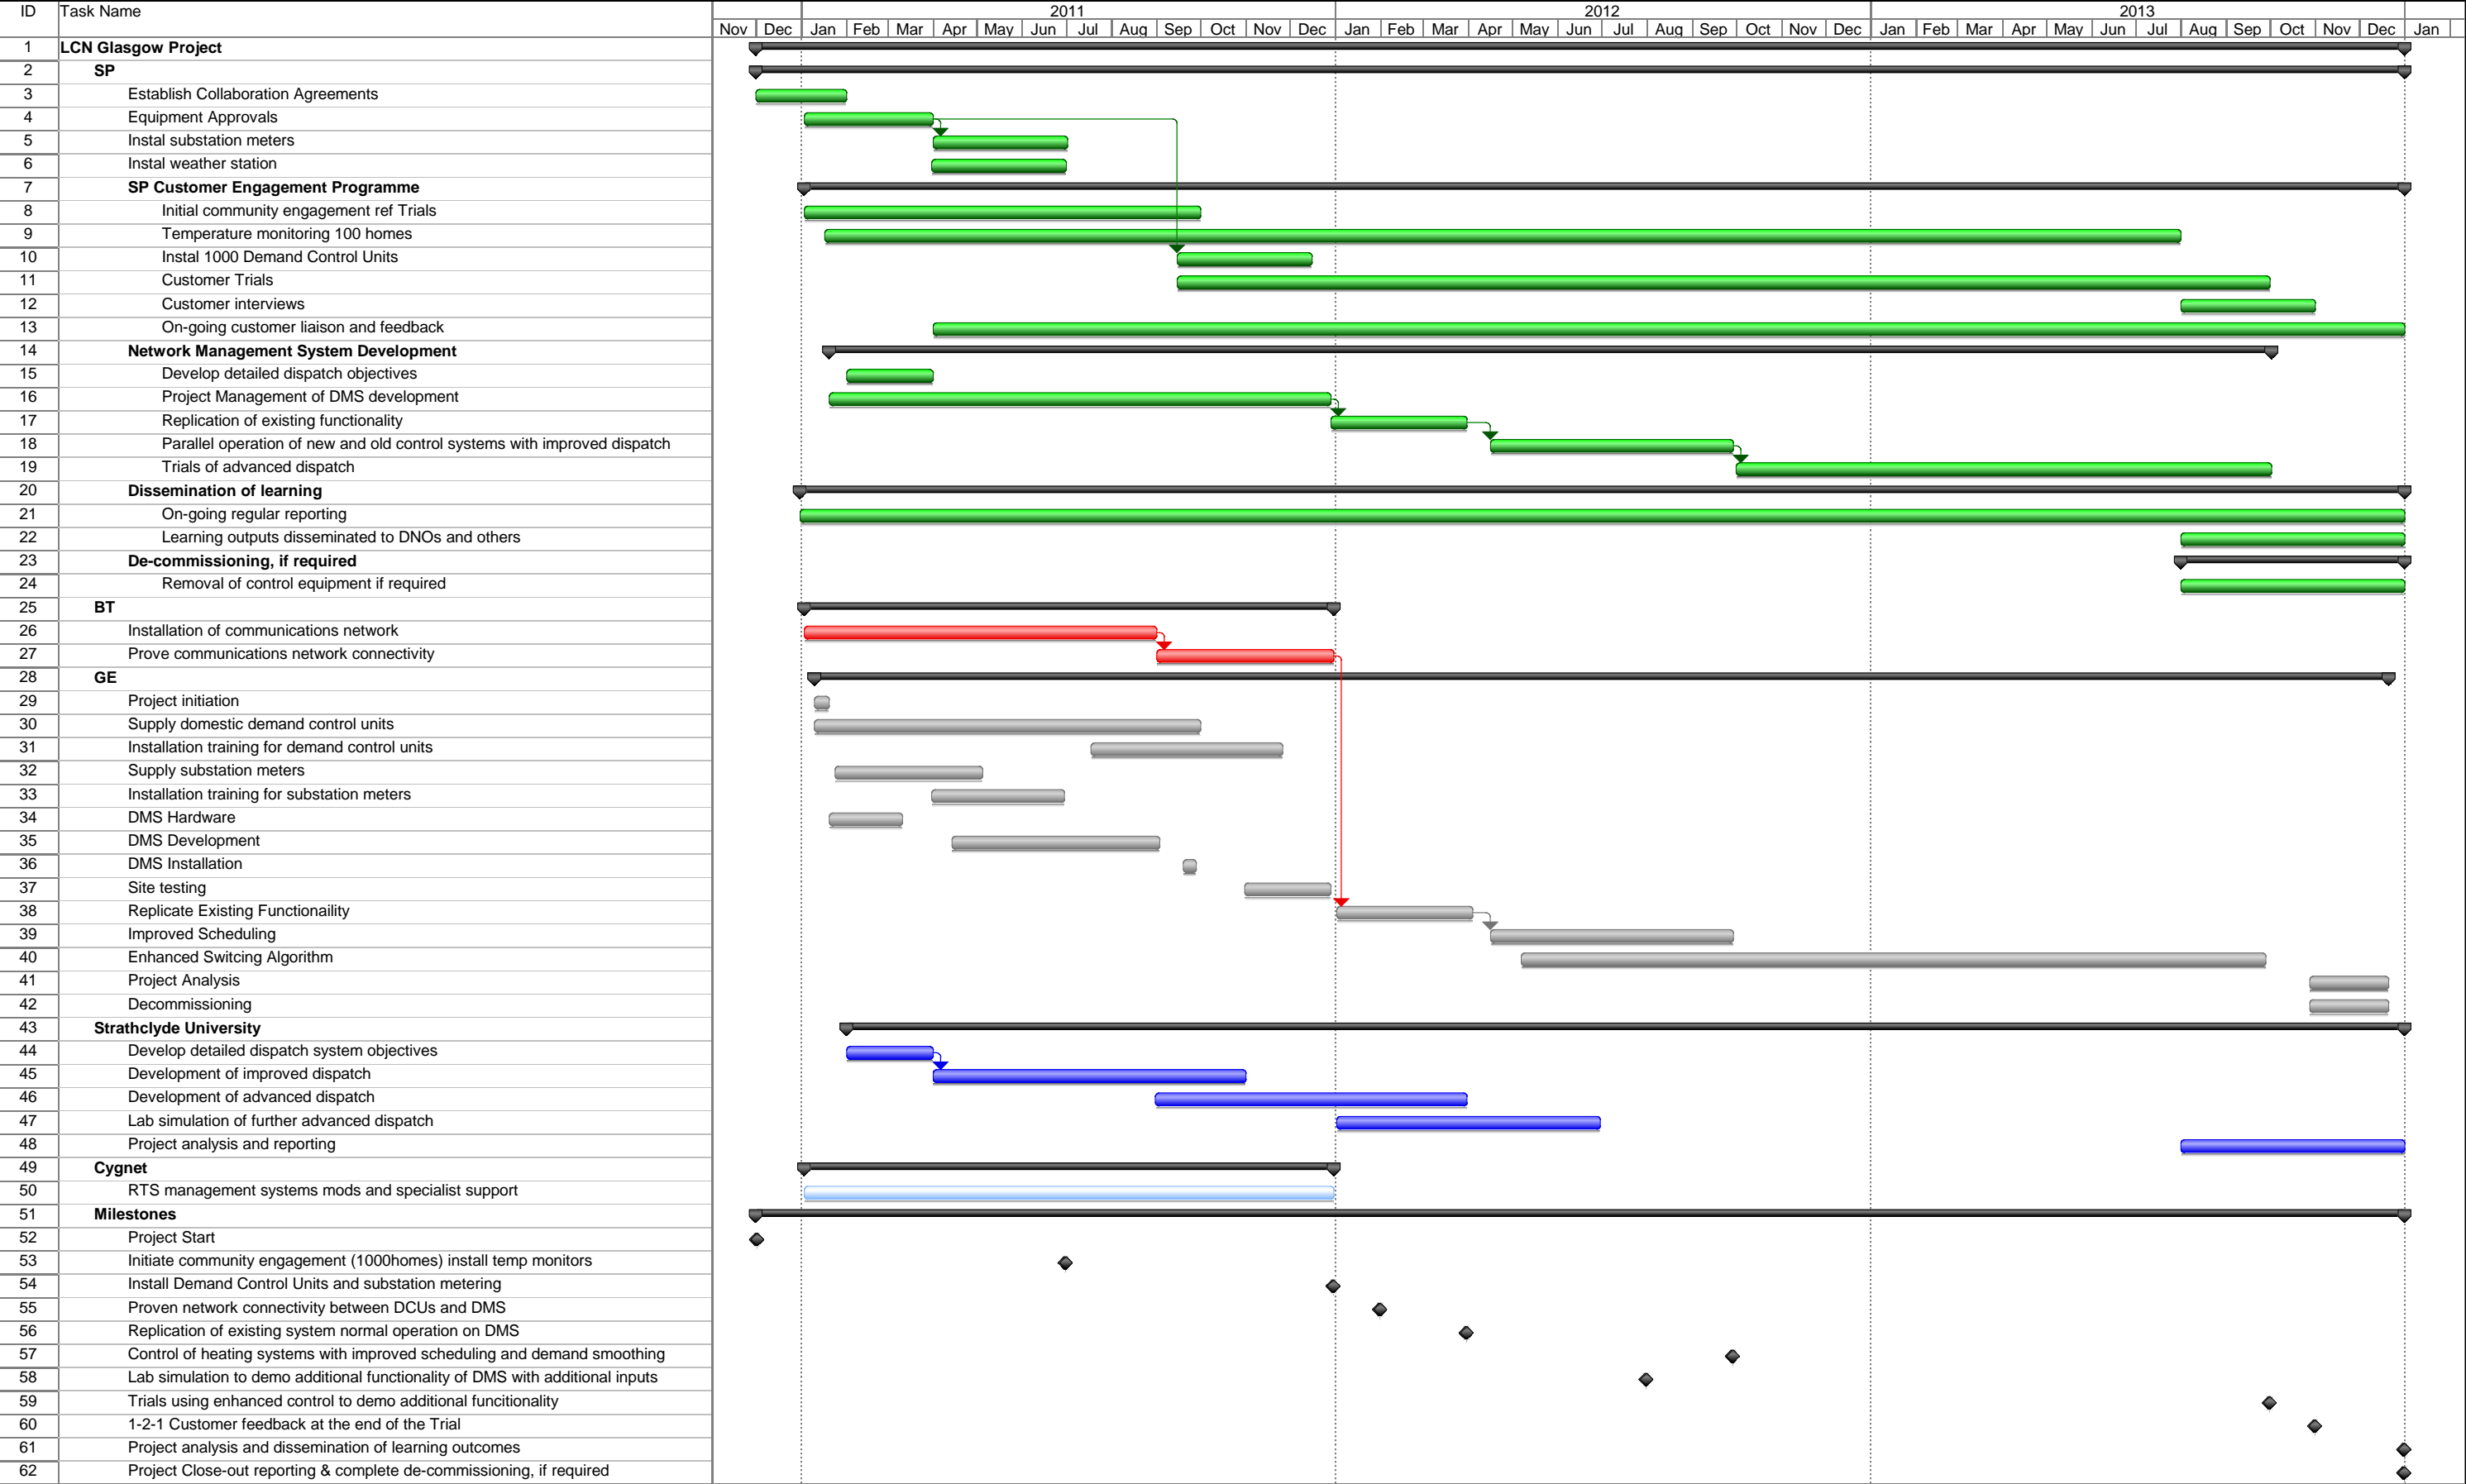 ID Task Name 2011 2012 2013
Nov Dec Jan Feb Mar Apr May Jun Jul Aug Sep Oct Nov Dec Jan Feb Mar Apr May Jun Jul Aug Sep Oct Nov Dec Jan Feb Mar Apr May Jun Jul Aug Sep Oct Nov Dec Jan
1 LCN Glasgow Project
2 SP
3 Establish Collaboration Agreements
4 Equipment Approvals
5 Instal substation meters
6 Instal weather station
7 SP Customer Engagement Programme
8 Initial community engagement ref Trials
9 Temperature monitoring 100 homes
10 Instal 1000 Demand Control Units
11 Customer Trials
12 Customer interviews
13 On-going customer liaison and feedback
14 Network Management System Development
15 Develop detailed dispatch objectives
16 Project Management of DMS development
17 Replication of existing functionality
18 Parallel operation of new and old control systems with improved dispatch
19 Trials of advanced dispatch
20 Dissemination of learning
21 On-going regular reporting
22 Learning outputs disseminated to DNOs and others
23 De-commissioning, if required
24 Removal of control equipment if required
25 BT
26 Installation of communications network
27 Prove communications network connectivity
28 GE
29 Project initiation
30 Supply domestic demand control units
31 Installation training for demand control units
32 Supply substation meters
33 Installation training for substation meters
34 DMS Hardware
35 DMS Development
36 DMS Installation
37 Site testing
38 Replicate Existing Functionaility
39 Improved Scheduling
40 Enhanced Switcing Algorithm
41 Project Analysis
42 Decommissioning
43 Strathclyde University
44 Develop detailed dispatch system objectives
45 Development of improved dispatch
46 Development of advanced dispatch
47 Lab simulation of further advanced dispatch
48 Project analysis and reporting
49 Cygnet
50 RTS management systems mods and specialist support
51 Milestones
52 Project Start
53 Initiate community engagement (1000homes) install temp monitors
54 Install Demand Control Units and substation metering
55 Proven network connectivity between DCUs and DMS
56 Replication of existing system normal operation on DMS
57 Control of heating systems with improved scheduling and demand smoothing
58 Lab simulation to demo additional functionality of DMS with additional inputs
59 Trials using enhanced control to demo additional funcitionality
60 1-2-1 Customer feedback at the end of the Trial
61 Project analysis and dissemination of learning outcomes
62 Project Close-out reporting & complete de-commissioning, if required